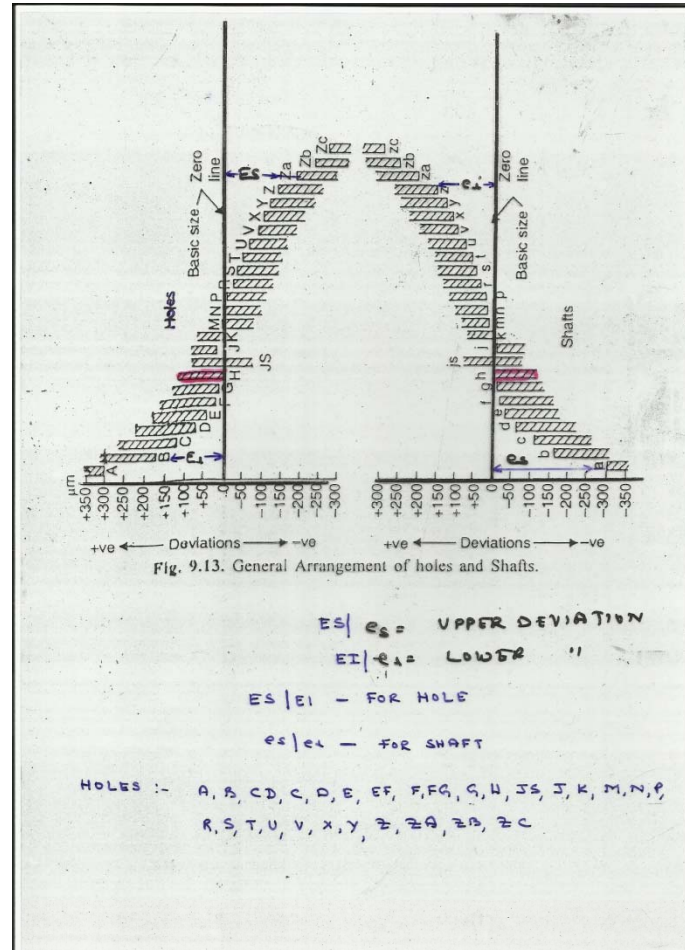 Holes
Zero line
Basic size
ES
Ei
A
B
C
D
E
F
G
H
JS
J
K
M
N
P
R
S
T
U
V
X
Y
Z
Za
Zb
Zc
μm
+350
+300
+250
+200
+150
+100
+50
0
-50
-100
-150
-200
-250
-300
+ve ← Deviations → -ve
Shafts
Zero line
Basic size
ei
es
a
b
c
d
e
f
g
h
js
j
k
m
n
p
r
s
t
u
v
x
y
z
za
zb
zc
+300
+250
+200
+150
+100
+50
0
-50
-100
-150
-200
-250
-300
-350
+ve ← Deviations → -ve
Fig. 9.13. General Arrangement of holes and Shafts.
ES/es = UPPER DEVIATION
EI/ei = LOWER "
ES/EI - FOR HOLE
es/ei - FOR SHAFT
HOLES :- A, B, CD, C, D, E, EF, F, FG, G, H, JS, J, K, M, N, P,
R, S, T, U, V, X, Y, Z, ZA, ZB, ZC